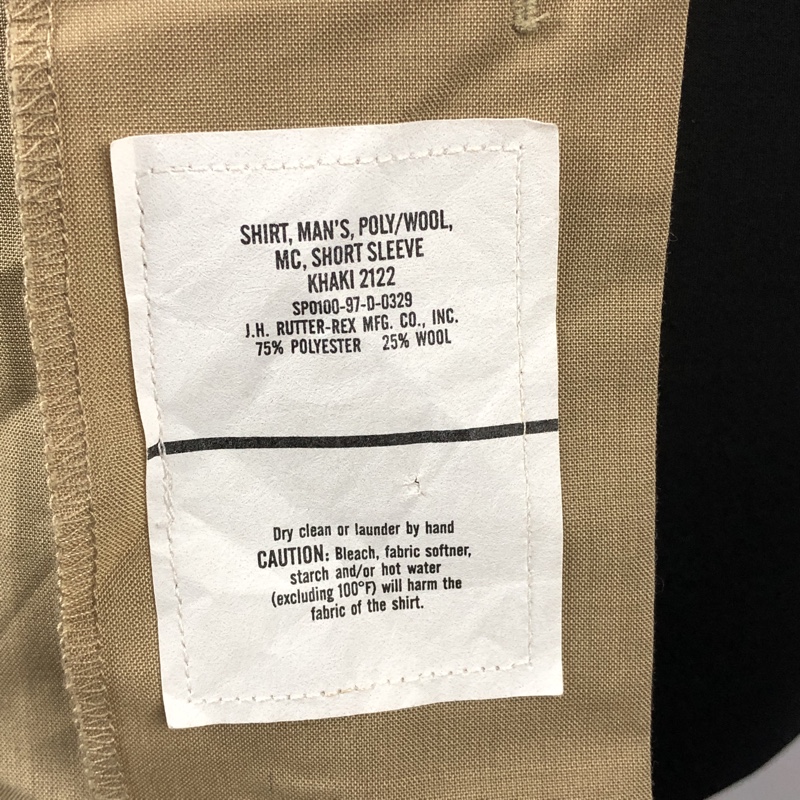 SHIRT, MAN'S, POLY/WOOL,
MC, SHORT SLEEVE
KHAKI 2122
SPO100-97-D-0329
J.H. RUTTER-REX MFG. CO., INC.
75% POLYESTER 25% WOOL
Dry clean or launder by hand
CAUTION: Bleach, fabric softner,
starch and/or hot water
(excluding 100°F) will harm the
fabric of the shirt.